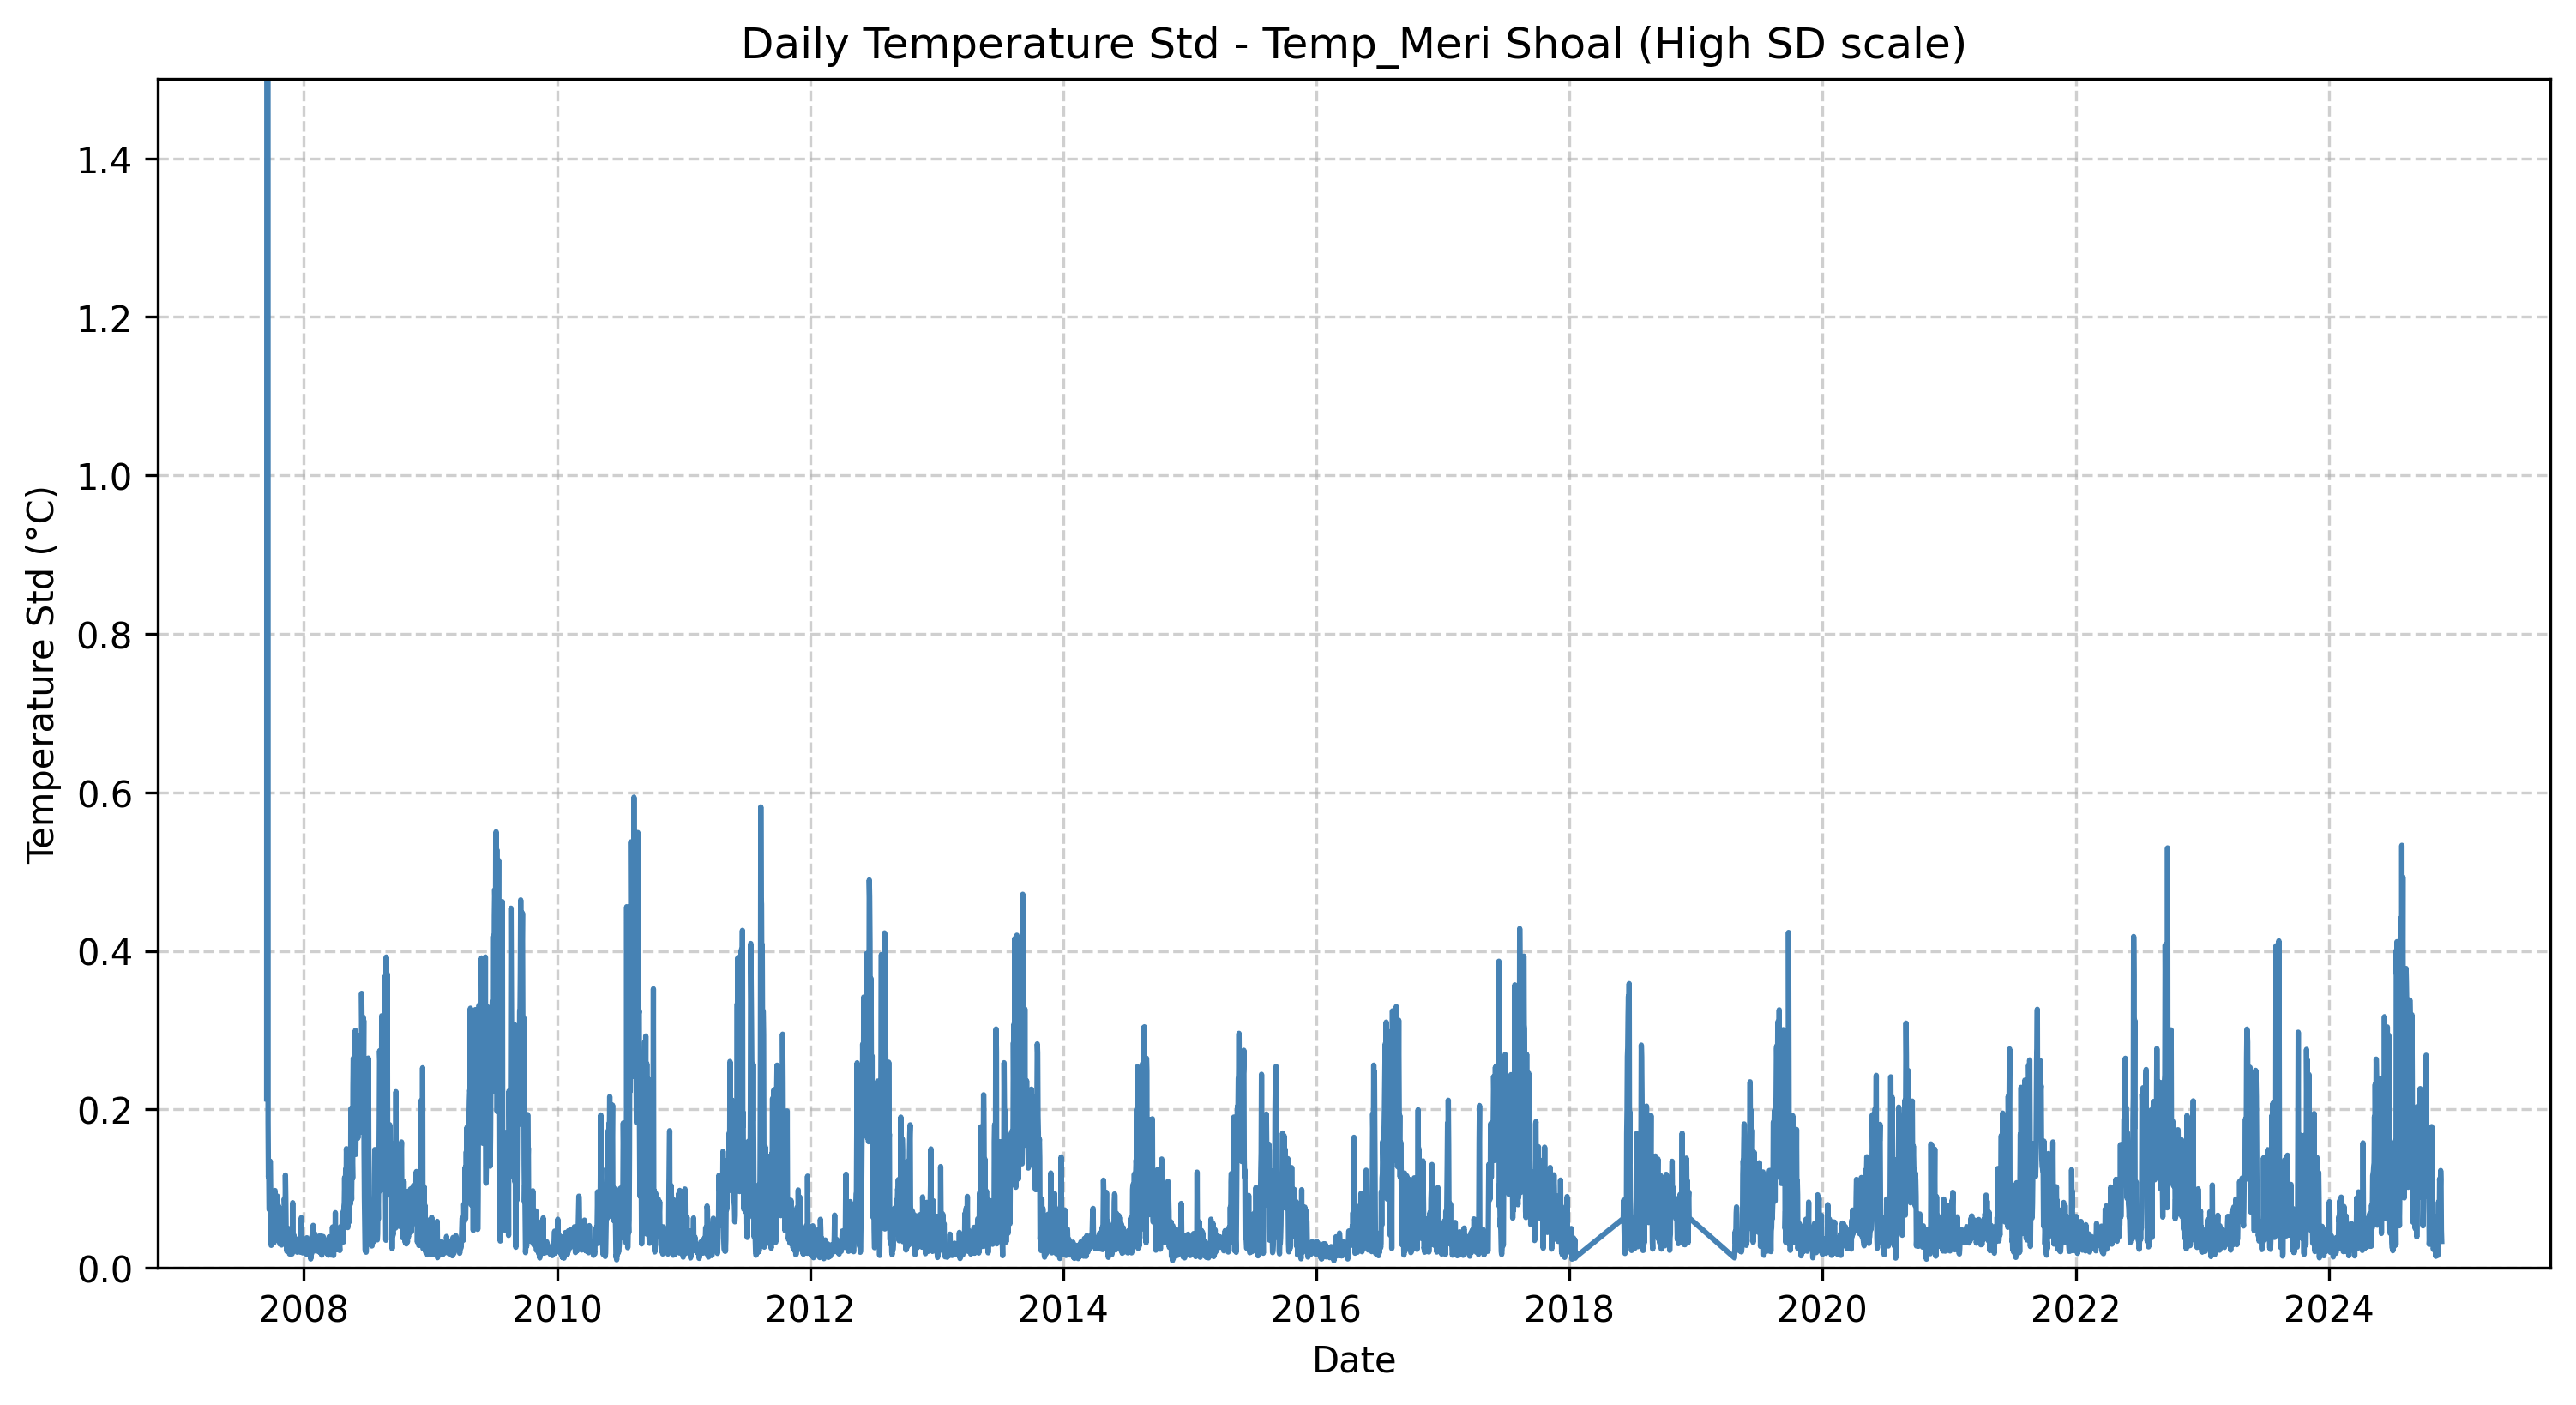 Daily Temperature Std - Temp_Meri Shoal (High SD scale)
Temperature Std (°C)
1.4
1.2
1.0
0.8
0.6
0.4
0.2
0.0
2008 2010 2012 2014 2016 2018 2020 2022 2024
Date